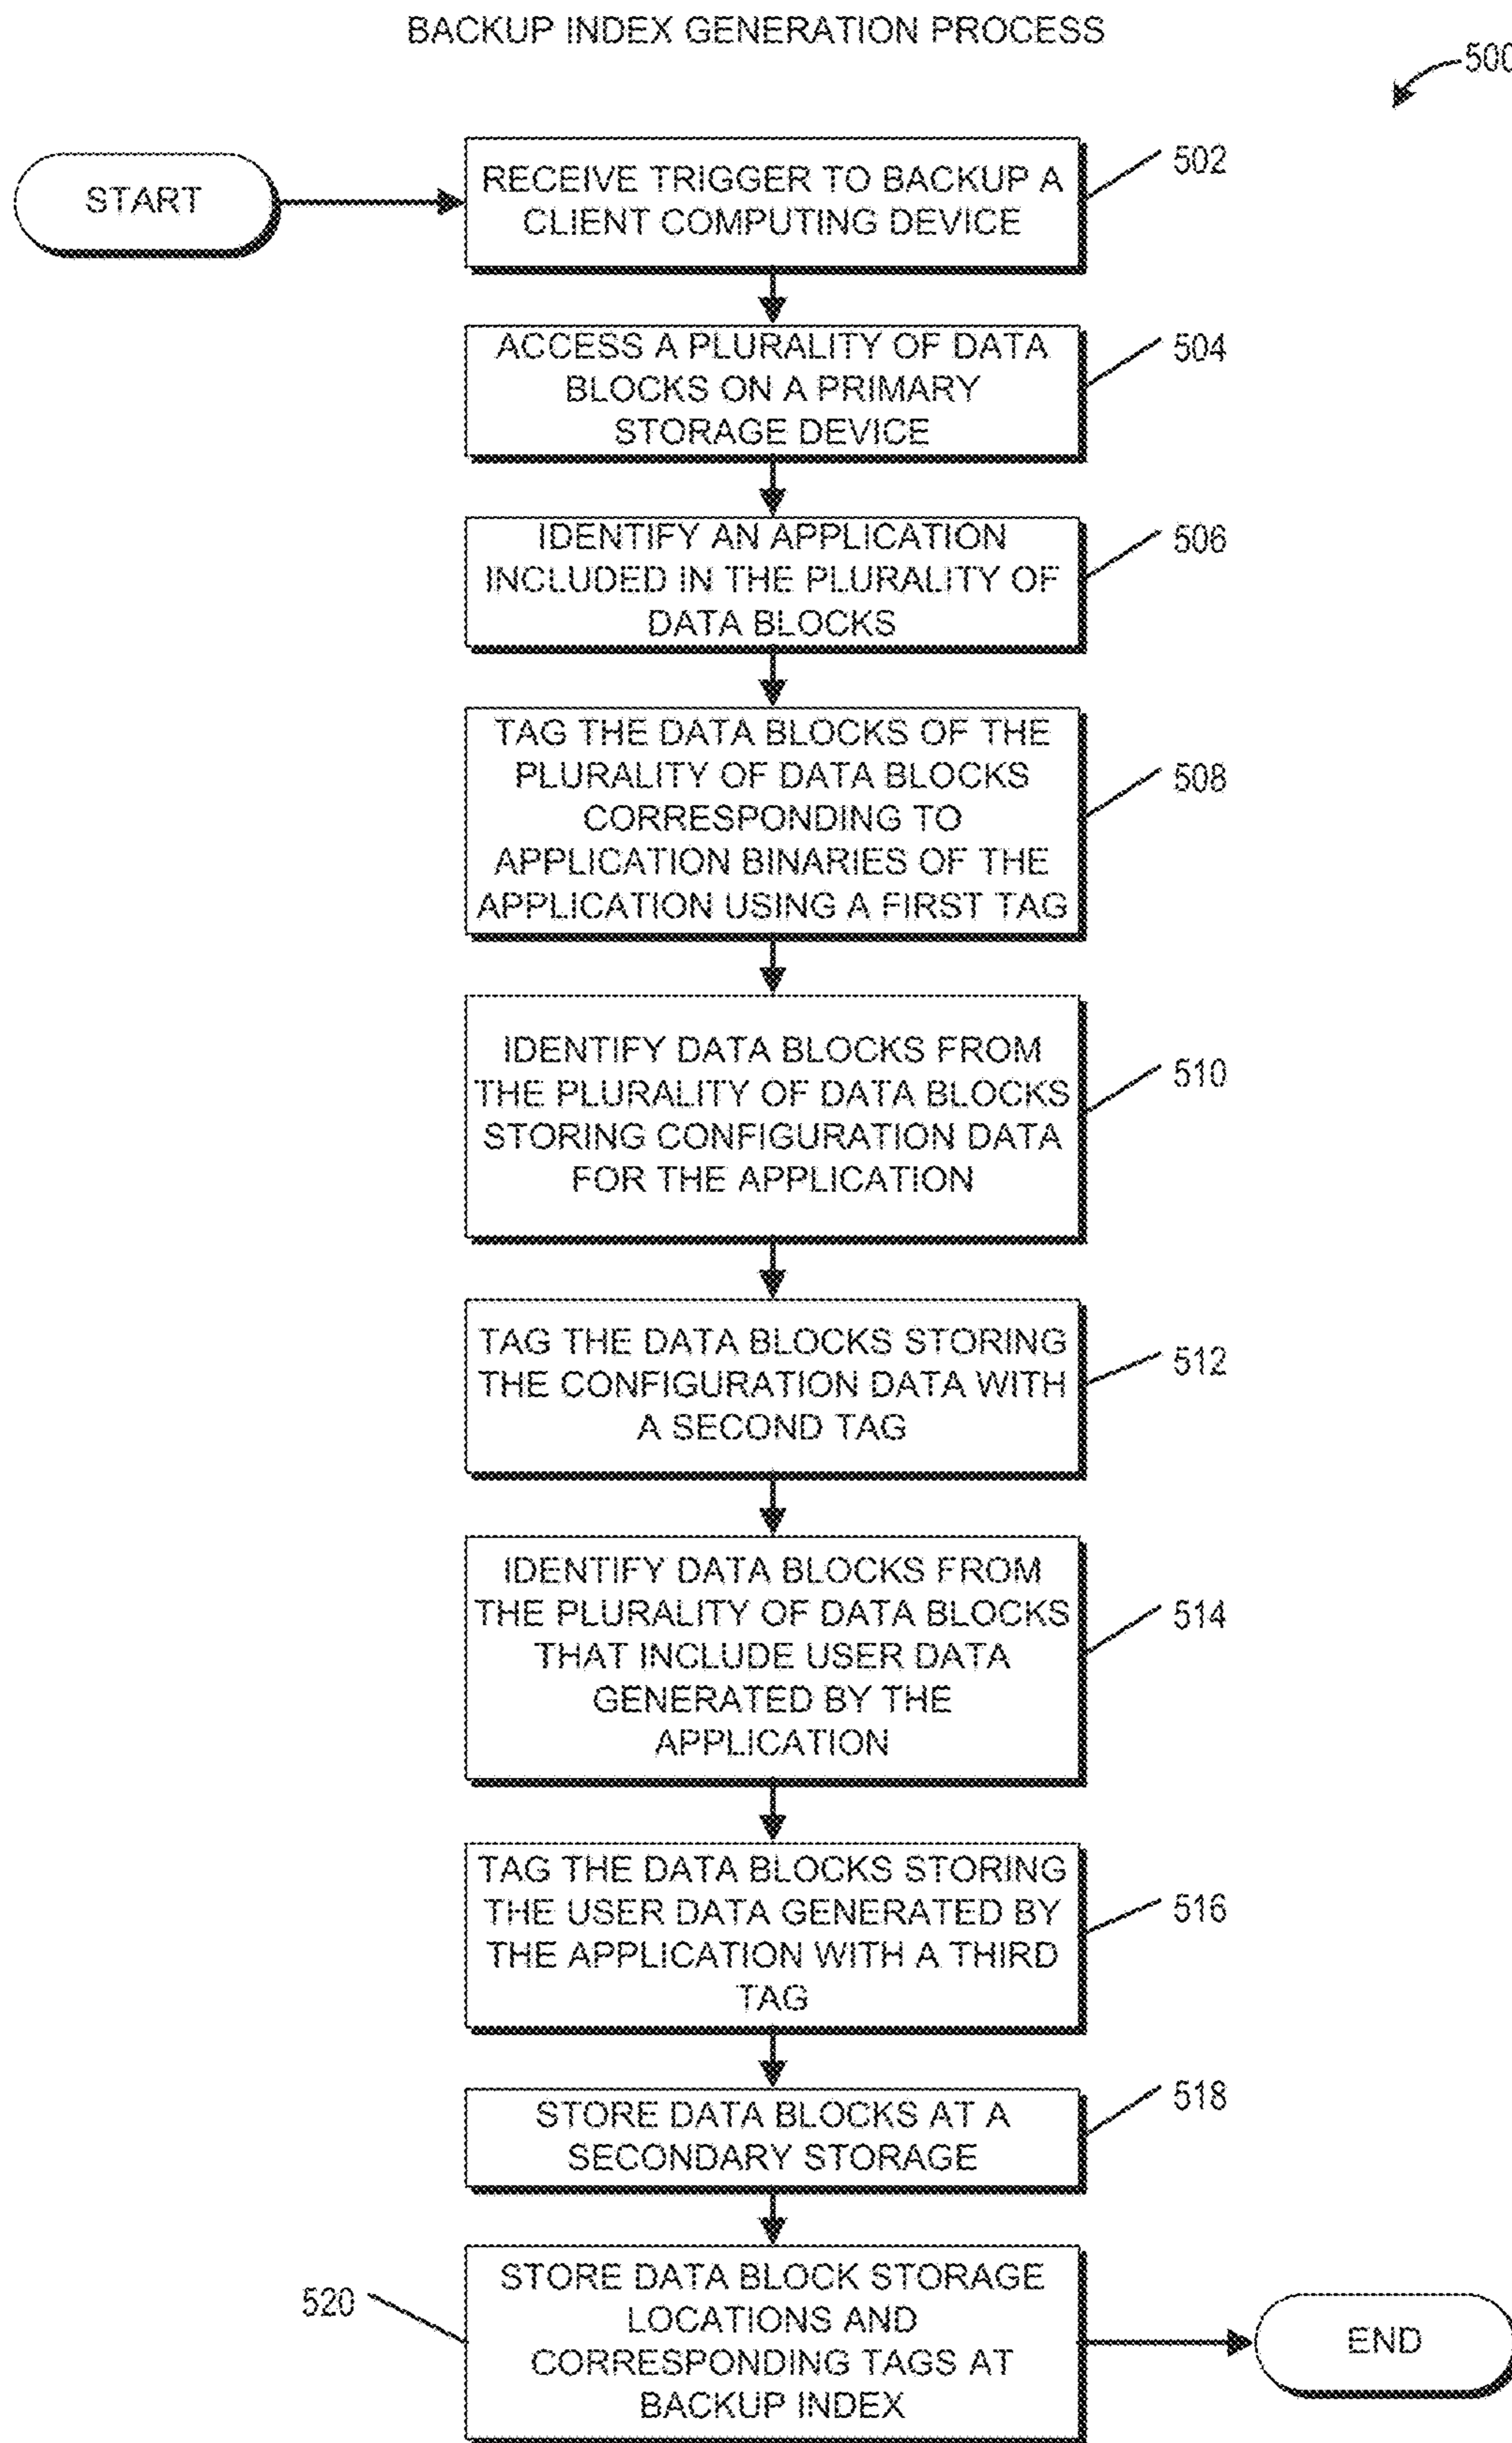 BACKUP INDEX GENERATION PROCESS
500
START
RECEIVE TRIGGER TO BACKUP A
CLIENT COMPUTING DEVICE
502
ACCESS A PLURALITY OF DATA
BLOCKS ON A PRIMARY
STORAGE DEVICE
504
IDENTIFY AN APPLICATION
INCLUDED IN THE PLURALITY OF
DATA BLOCKS
506
TAG THE DATA BLOCKS OF THE
PLURALITY OF DATA BLOCKS
CORRESPONDING TO
APPLICATION BINARIES OF THE
APPLICATION USING A FIRST TAG
508
IDENTIFY DATA BLOCKS FROM
THE PLURALITY OF DATA BLOCKS
STORING CONFIGURATION DATA
FOR THE APPLICATION
510
TAG THE DATA BLOCKS STORING
THE CONFIGURATION DATA WITH
A SECOND TAG
512
IDENTIFY DATA BLOCKS FROM
THE PLURALITY OF DATA BLOCKS
THAT INCLUDE USER DATA
GENERATED BY THE
APPLICATION
514
TAG THE DATA BLOCKS STORING
THE USER DATA GENERATED BY
THE APPLICATION WITH A THIRD
TAG
516
STORE DATA BLOCKS AT A
SECONDARY STORAGE
518
STORE DATA BLOCK STORAGE
LOCATIONS AND
CORRESPONDING TAGS AT
BACKUP INDEX
520
END